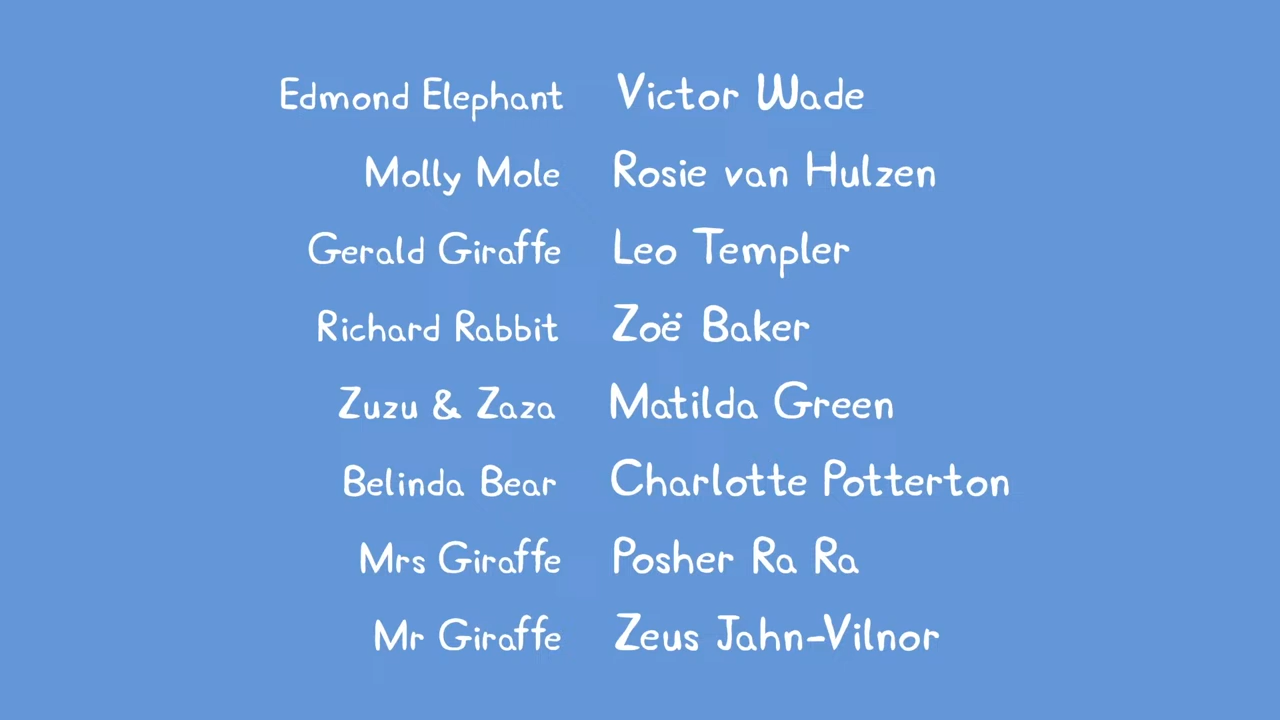 Edmond Elephant Victor Wade
Molly Mole Rosie van Hulzen
Gerald Giraffe Leo Templer
Richard Rabbit Zoë Baker
Zuzu & Zaza Matilda Green
Belinda Bear Charlotte Potterton
Mrs Giraffe Posher Ra Ra
Mr Giraffe Zeus Jahn-Vilnor